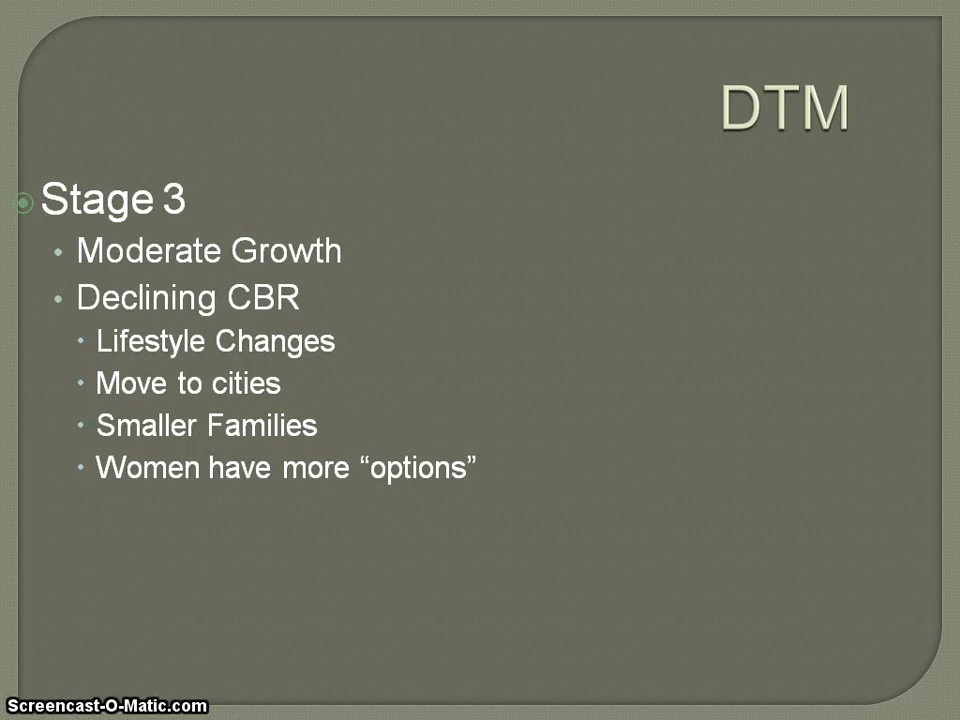 DTM
Stage 3
Moderate Growth
Declining CBR
Lifestyle Changes
Move to cities
Smaller Families
Women have more “options”
Screencast-O-Matic.com